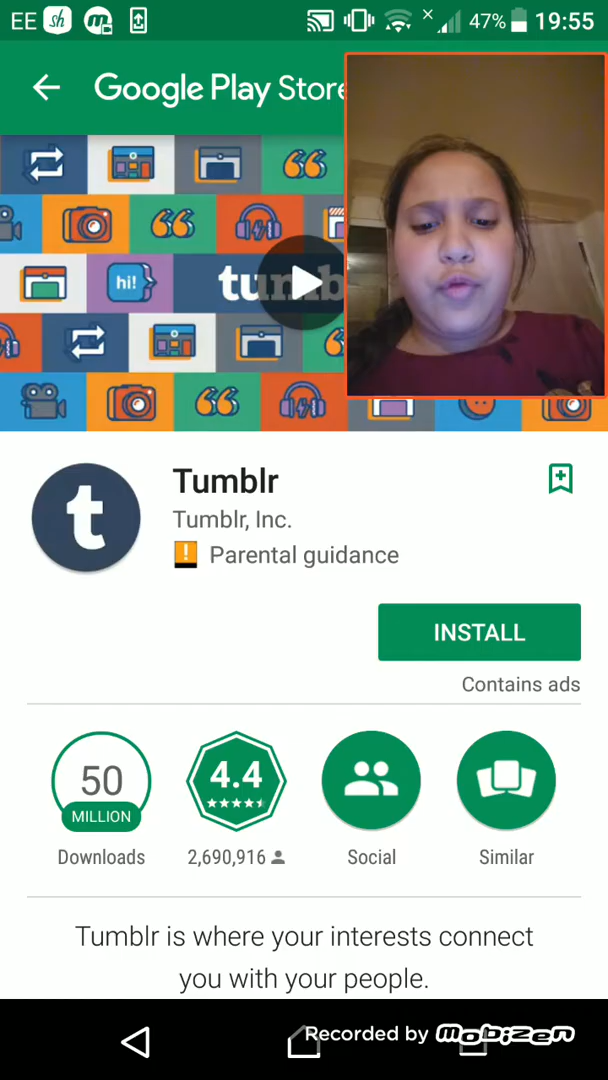 EE sh m 47% 19:55
Google Play Store
hi! tumb
t
Tumblr
Tumblr, Inc.
! Parental guidance
INSTALL
Contains ads
50
MILLION
4.4
Downloads 2,690,916 Social Similar
Tumblr is where your interests connect
you with your people.
Recorded by mobizen